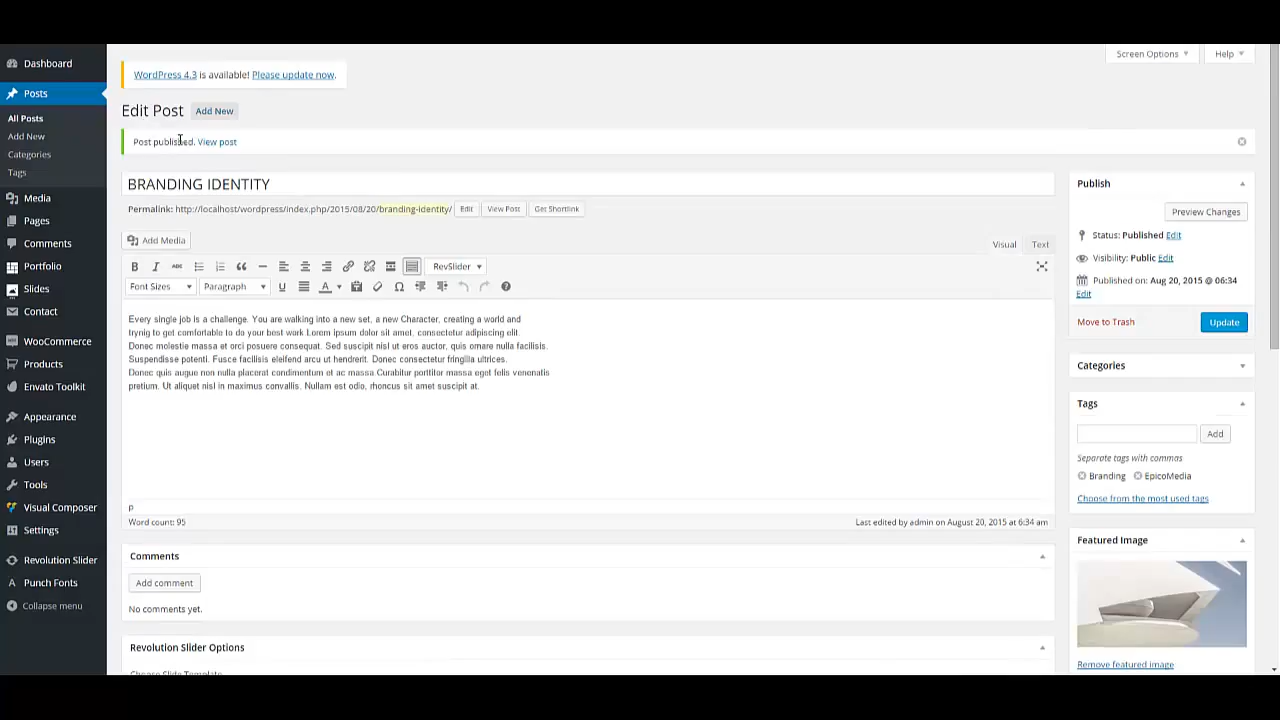 Screen Options
Help
Dashboard
WordPress 4.3 is available! Please update now.
Posts
Edit Post Add New
All Posts
Add New
Categories
Tags
Post published. View post
BRANDING IDENTITY
Permalink: http://localhost/wordpress/index.php/2015/08/20/branding-identity/ Edit View Post Get Shortlink
Media
Pages
Comments
Portfolio
Slides
Contact
WooCommerce
Products
Envato Toolkit
Appearance
Plugins
Users
Tools
Visual Composer
Settings
Revolution Slider
Punch Fonts
Collapse menu
Add Media
Visual Text
B I ABC RevSlider
Font Sizes Paragraph U A
Every single job is a challenge. You are walking into a new set, a new Character, creating a world and
trynig to get comfortable to do your best work.Lorem ipsum dolor sit amet, consectetur adipiscing elit.
Donec molestie massa et orci posuere consequat. Sed suscipit nisl ut eros auctor, quis ornare nulla facilisis.
Suspendisse potenti. Fusce facilisis eleifend arcu ut hendrerit. Donec consectetur fringilla ultrices.
Donec quis augue non nulla placerat condimentum et ac massa.Curabitur porttitor massa eget felis venenatis
pretium. Ut aliquet nisl in maximus convallis. Nullam est odio, rhoncus sit amet suscipit at.
p
Word count: 95
Last edited by admin on August 20, 2015 at 6:34 am
Comments
Add comment
No comments yet.
Revolution Slider Options
Choose Slide Template
Publish
Preview Changes
Status: Published Edit
Visibility: Public Edit
Published on: Aug 20, 2015 @ 06:34
Edit
Move to Trash
Update
Categories
Tags
Add
Separate tags with commas
Branding EpicoMedia
Choose from the most used tags
Featured Image
Remove featured image